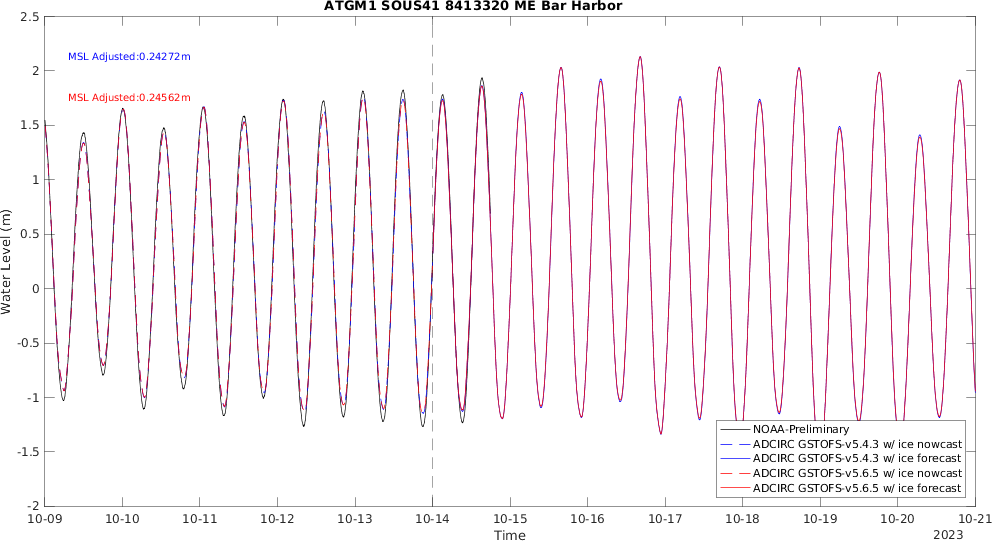 ATGM1 SOUS41 8413320 ME Bar Harbor
2.5
MSL Adjusted:0.24272m
2
MSL Adjusted:0.24562m
1.5
1
0.5
0
-0.5
-1
-1.5
-2
Water Level (m)
NOAA-Preliminary
ADCIRC GSTOFS-v5.4.3 w/ ice nowcast
ADCIRC GSTOFS-v5.4.3 w/ ice forecast
ADCIRC GSTOFS-v5.6.5 w/ ice nowcast
ADCIRC GSTOFS-v5.6.5 w/ ice forecast
10-09 10-10 10-11 10-12 10-13 10-14 10-15 10-16 10-17 10-18 10-19 10-20 10-21
Time
2023